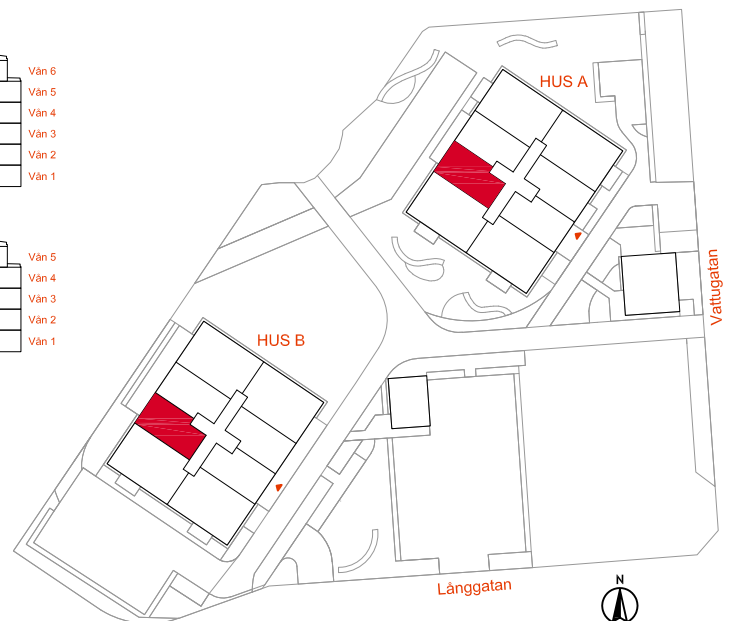 HUS A
Vån 6
Vån 5
Vån 4
Vån 3
Vån 2
Vån 1
Vån 5
Vån 4
Vån 3
Vån 2
Vån 1
HUS B
Vattugatan
Långgatan
N